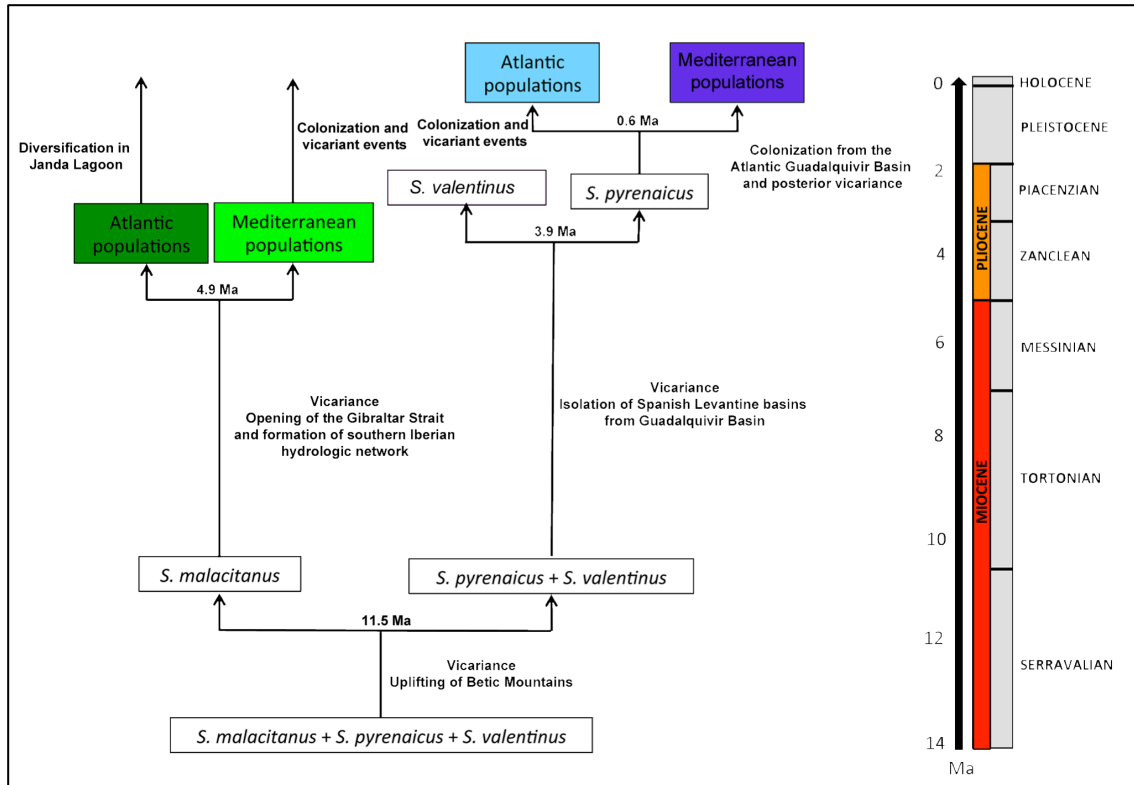 Atlantic
populations
Mediterranean
populations
0.6 Ma
Colonization and
vicariant events
Colonization from the
Atlantic Guadalquivir Basin
and posterior vicariance
Diversification in
Janda Lagoon
Colonization and
vicariant events
S. valentinus
S. pyrenaicus
3.9 Ma
Atlantic
populations
Mediterranean
populations
4.9 Ma
Vicariance
Opening of the Gibraltar Strait
and formation of southern Iberian
hydrologic network
Vicariance
Isolation of Spanish Levantine basins
from Guadalquivir Basin
S. malacitanus
S. pyrenaicus + S. valentinus
11.5 Ma
Vicariance
Uplifting of Betic Mountains
S. malacitanus + S. pyrenaicus + S. valentinus
0
2
4
6
8
10
12
14
Ma
PLIOCENE
MIOCENE
HOLOCENE
PLEISTOCENE
PIACENZIAN
ZANCLEAN
MESSINIAN
TORTONIAN
SERRAVALIAN